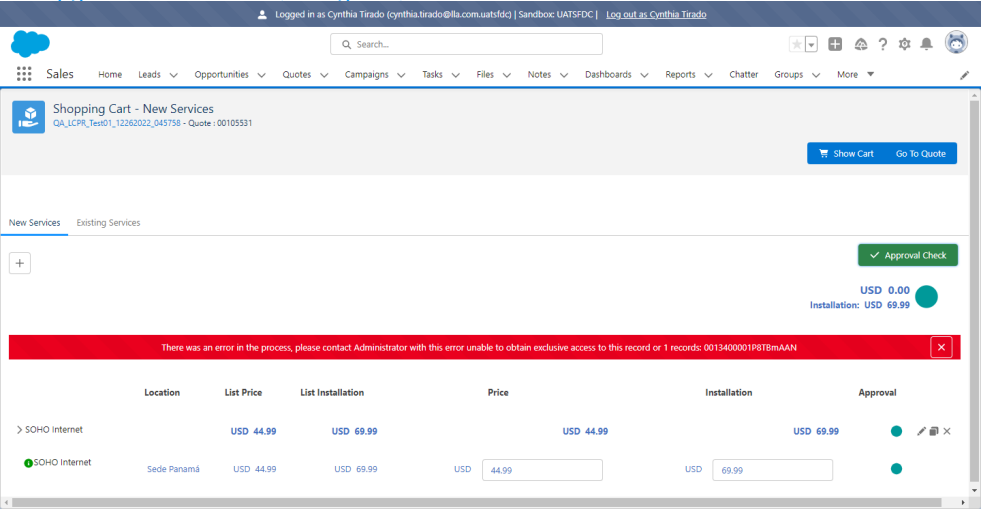 Logged in as Cynthia Tirado (cynthia.tirado@lla.com.uatsfdc) | Sandbox: UATSFDC | Log out as Cynthia Tirado
Search...
Sales Home Leads Opportunities Quotes Campaigns Tasks Files Notes Dashboards Reports Chatter Groups More
Shopping Cart - New Services
QA_LCPR_Test01_12262022_045758 - Quote : 00105531
Show Cart Go To Quote
New Services Existing Services
Approval Check
USD 0.00
Installation: USD 69.99
There was an error in the process, please contact Administrator with this error unable to obtain exclusive access to this record or 1 records: 0013400001P8TBmAAN
Location List Price List Installation Price Installation Approval
SOHO Internet USD 44.99 USD 69.99 USD 44.99 USD 69.99
SOHO Internet Sede Panamá USD 44.99 USD 69.99 USD 44.99 USD 69.99